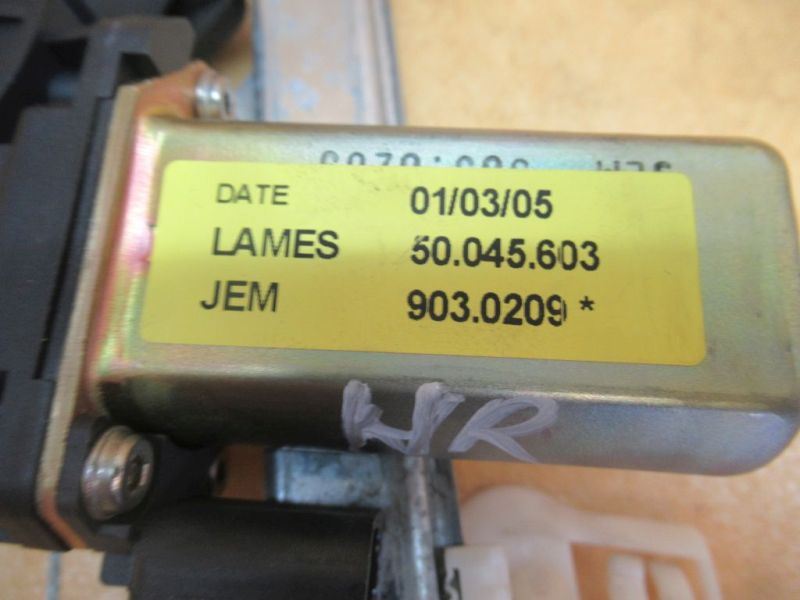 DATE 01/03/05
LAMES 50.045.603
JEM 903.0209 *
HR